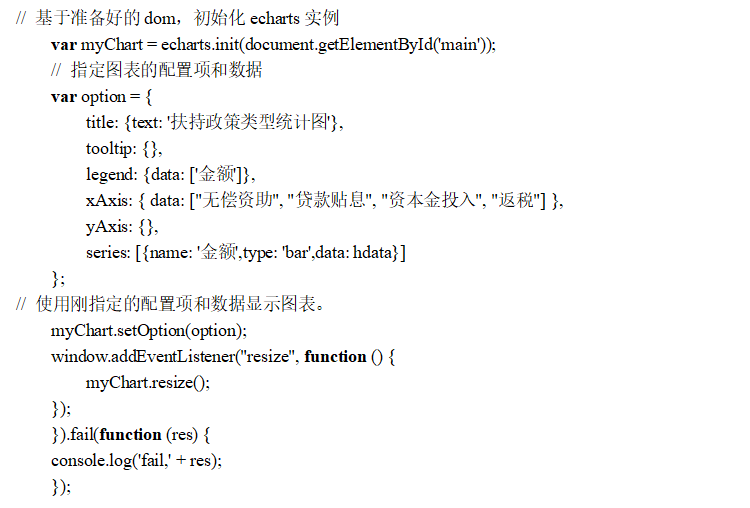 // 基于准备好的 dom，初始化 echarts 实例
var myChart = echarts.init(document.getElementById('main'));
// 指定图表的配置项和数据
var option = {
title: {text: '扶持政策类型统计图'},
tooltip: {},
legend: {data: ['金额']},
xAxis: { data: ["无偿资助", "贷款贴息", "资本金投入", "返税"] },
yAxis: {},
series: [{name: '金额',type: 'bar',data: hdata}]
};
// 使用刚指定的配置项和数据显示图表。
myChart.setOption(option);
window.addEventListener("resize", function () {
myChart.resize();
});
}).fail(function (res) {
console.log('fail,' + res);
});